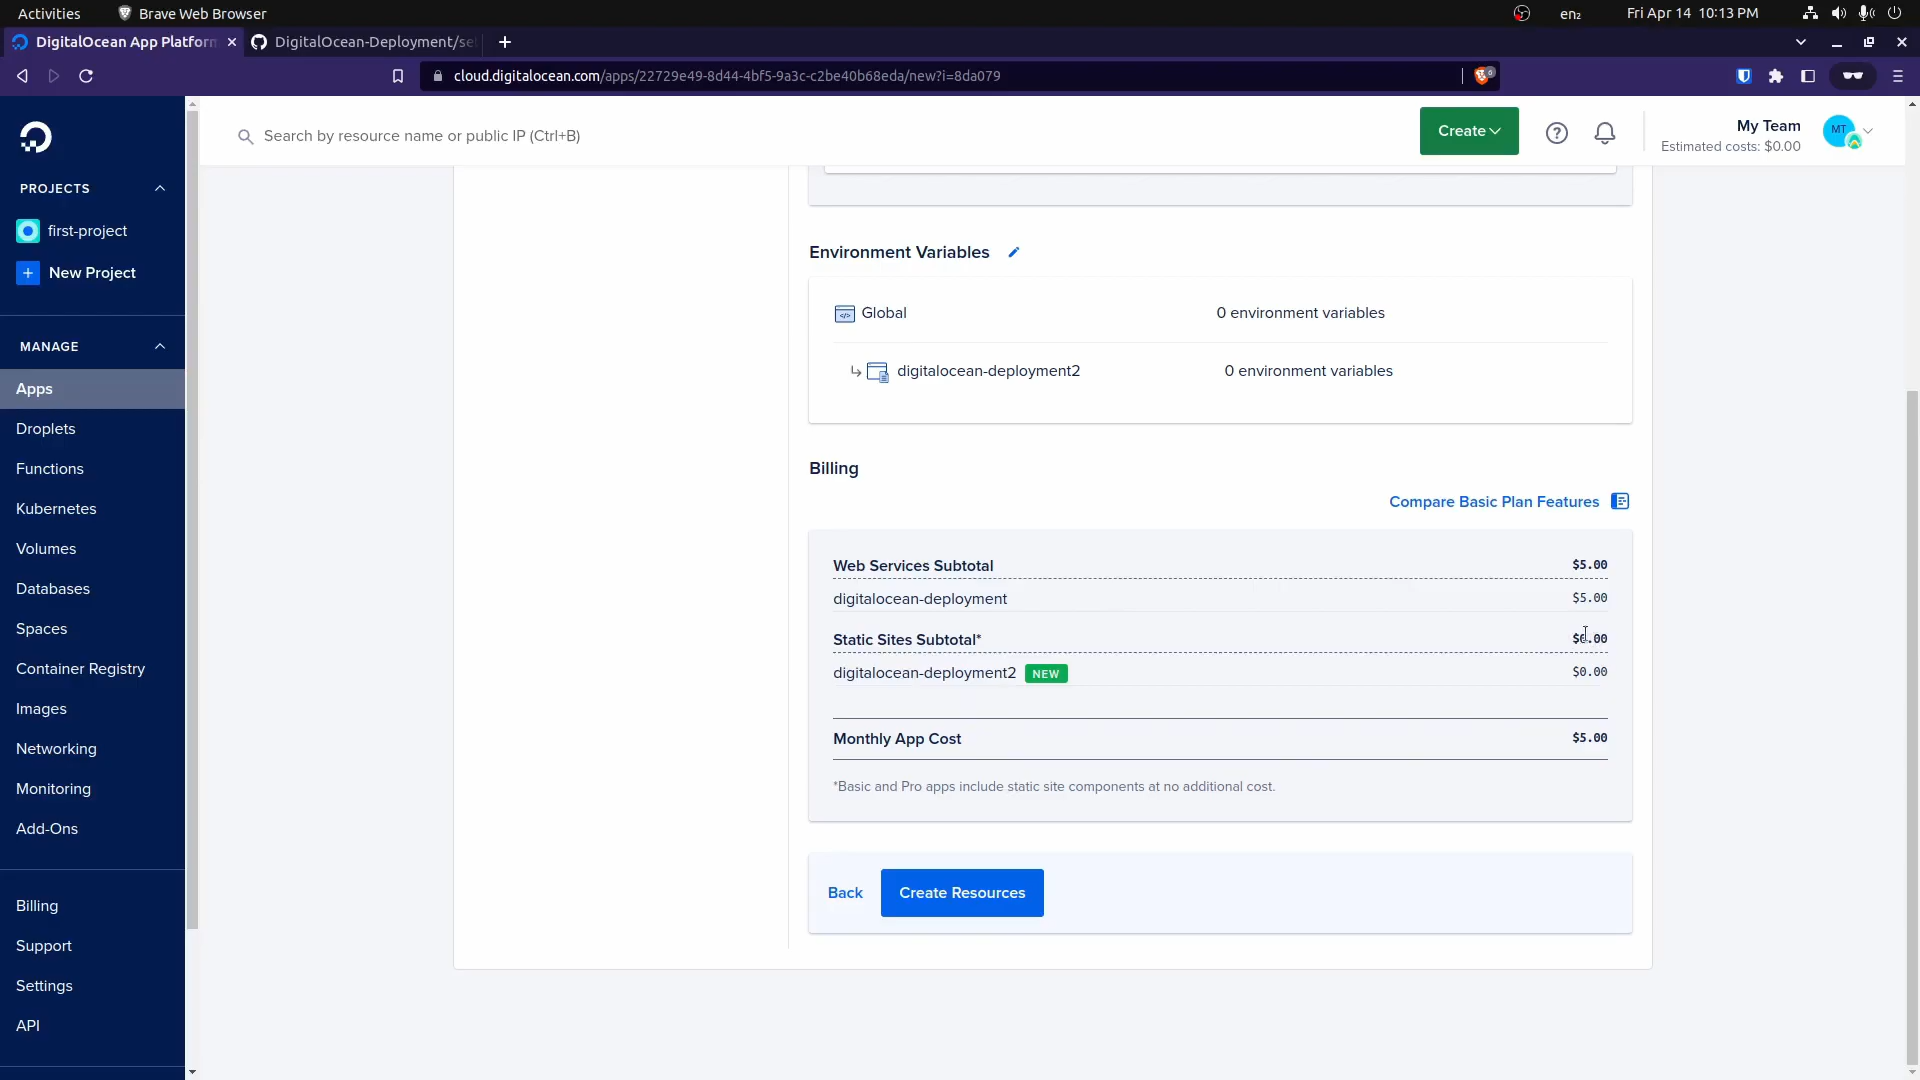 Activities
Brave Web Browser
en₂
Fri Apr 14 10:13 PM
DigitalOcean App Platform
DigitalOcean-Deployment/se
cloud.digitalocean.com/apps/22729e49-8d44-4bf5-9a3c-c2be40b68eda/new?i=8da079
6
Search by resource name or public IP (Ctrl+B)
Create
My Team
Estimated costs: $0.00
MT
PROJECTS
first-project
New Project
MANAGE
Apps
Droplets
Functions
Kubernetes
Volumes
Databases
Spaces
Container Registry
Images
Networking
Monitoring
Add-Ons
Billing
Support
Settings
API
Environment Variables
Global 0 environment variables
digitalocean-deployment2 0 environment variables
Billing
Compare Basic Plan Features
Web Services Subtotal $5.00
digitalocean-deployment $5.00
Static Sites Subtotal* $0.00
digitalocean-deployment2 NEW $0.00
Monthly App Cost $5.00
*Basic and Pro apps include static site components at no additional cost.
Back
Create Resources